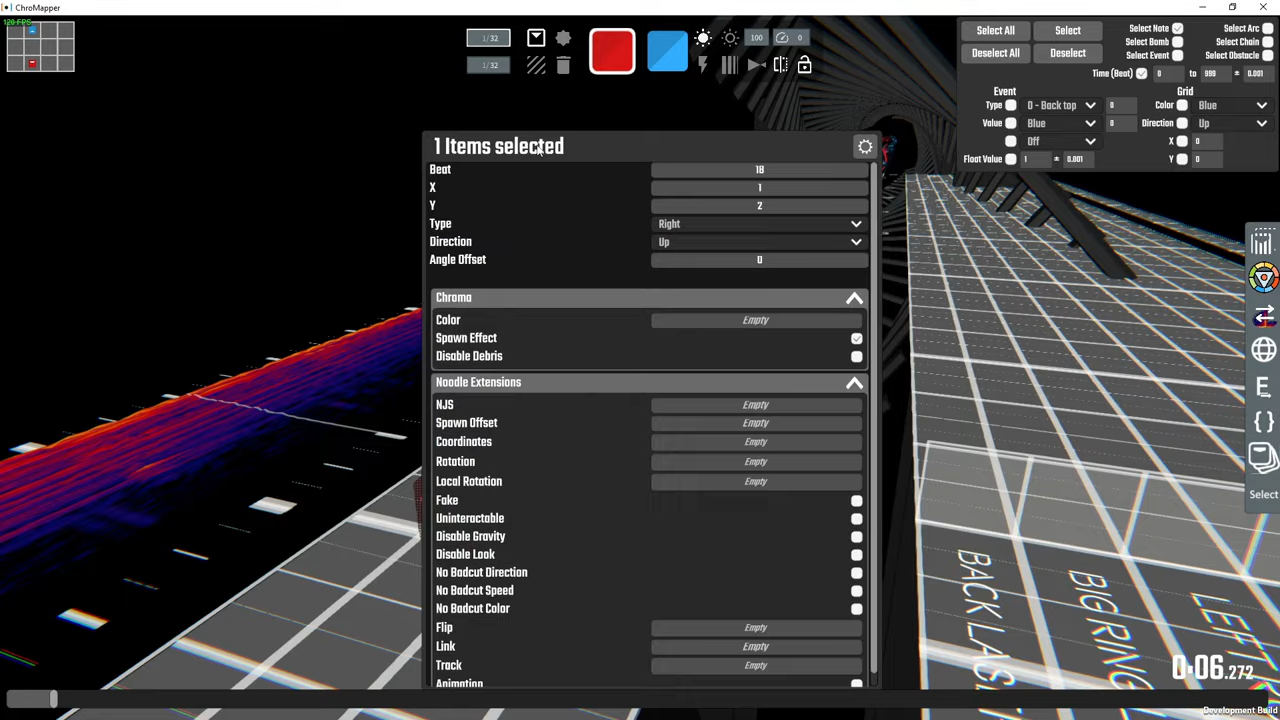 ChroMapper
128 FPS
1/32
1/32
100
0
Select All
Select
Deselect All
Deselect
Select Note
Select Arc
Select Bomb
Select Chain
Select Event
Select Obstacle
Time (Beat)
0
to
999
±
0.001
Event
Grid
Type
0 - Back top
0
Color
Blue
Value
Blue
0
Direction
Up
Off
X
0
Float Value
1
±
0.001
Y
0
1 Items selected
Beat
18
X
1
Y
2
Type
Right
Direction
Up
Angle Offset
0
Chroma
Color
Empty
Spawn Effect
Disable Debris
Noodle Extensions
NJS
Empty
Spawn Offset
Empty
Coordinates
Empty
Rotation
Empty
Local Rotation
Empty
Fake
Uninteractable
Disable Gravity
Disable Look
No Badcut Direction
No Badcut Speed
No Badcut Color
Flip
Empty
Link
Empty
Track
Empty
Animation
E
{ }
Select
BACK LAS
BIG RING
LEFT
0:06.272
Development Build